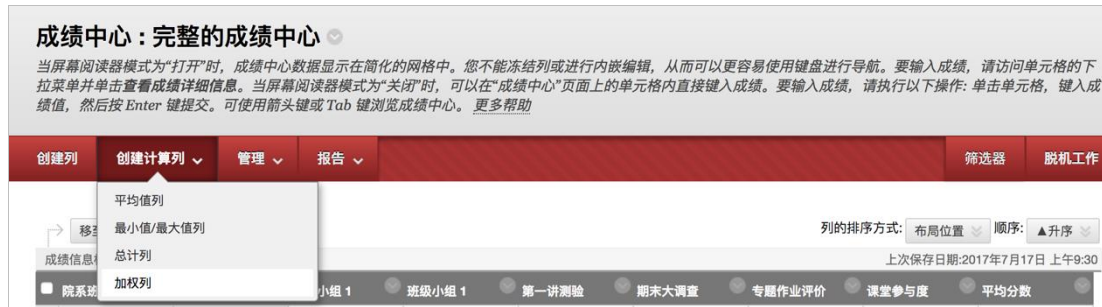 成绩中心 : 完整的成绩中心
当屏幕阅读器模式为“打开”时，成绩中心数据显示在简化的网格中。您不能冻结列或进行内嵌编辑，从而可以更容易使用键盘进行导航。要输入成绩，请访问单元格的下
拉菜单并单击查看成绩详细信息。当屏幕阅读器模式为“关闭”时，可以在“成绩中心”页面上的单元格内直接键入成绩。要输入成绩，请执行以下操作: 单击单元格，键入成
绩值，然后按 Enter 键提交。可使用箭头键或 Tab 键浏览成绩中心。 更多帮助
创建列 创建计算列 管理 报告 筛选器 脱机工作
平均值列
移至 最小值/最大值列 列的排序方式: 布局位置 顺序: ▲升序
成绩信息 总计列 上次保存日期:2017年7月17日 上午9:30
院系班 加权列 小组 1 班级小组 1 第一讲测验 期末大调查 专题作业评价 课堂参与度 平均分数